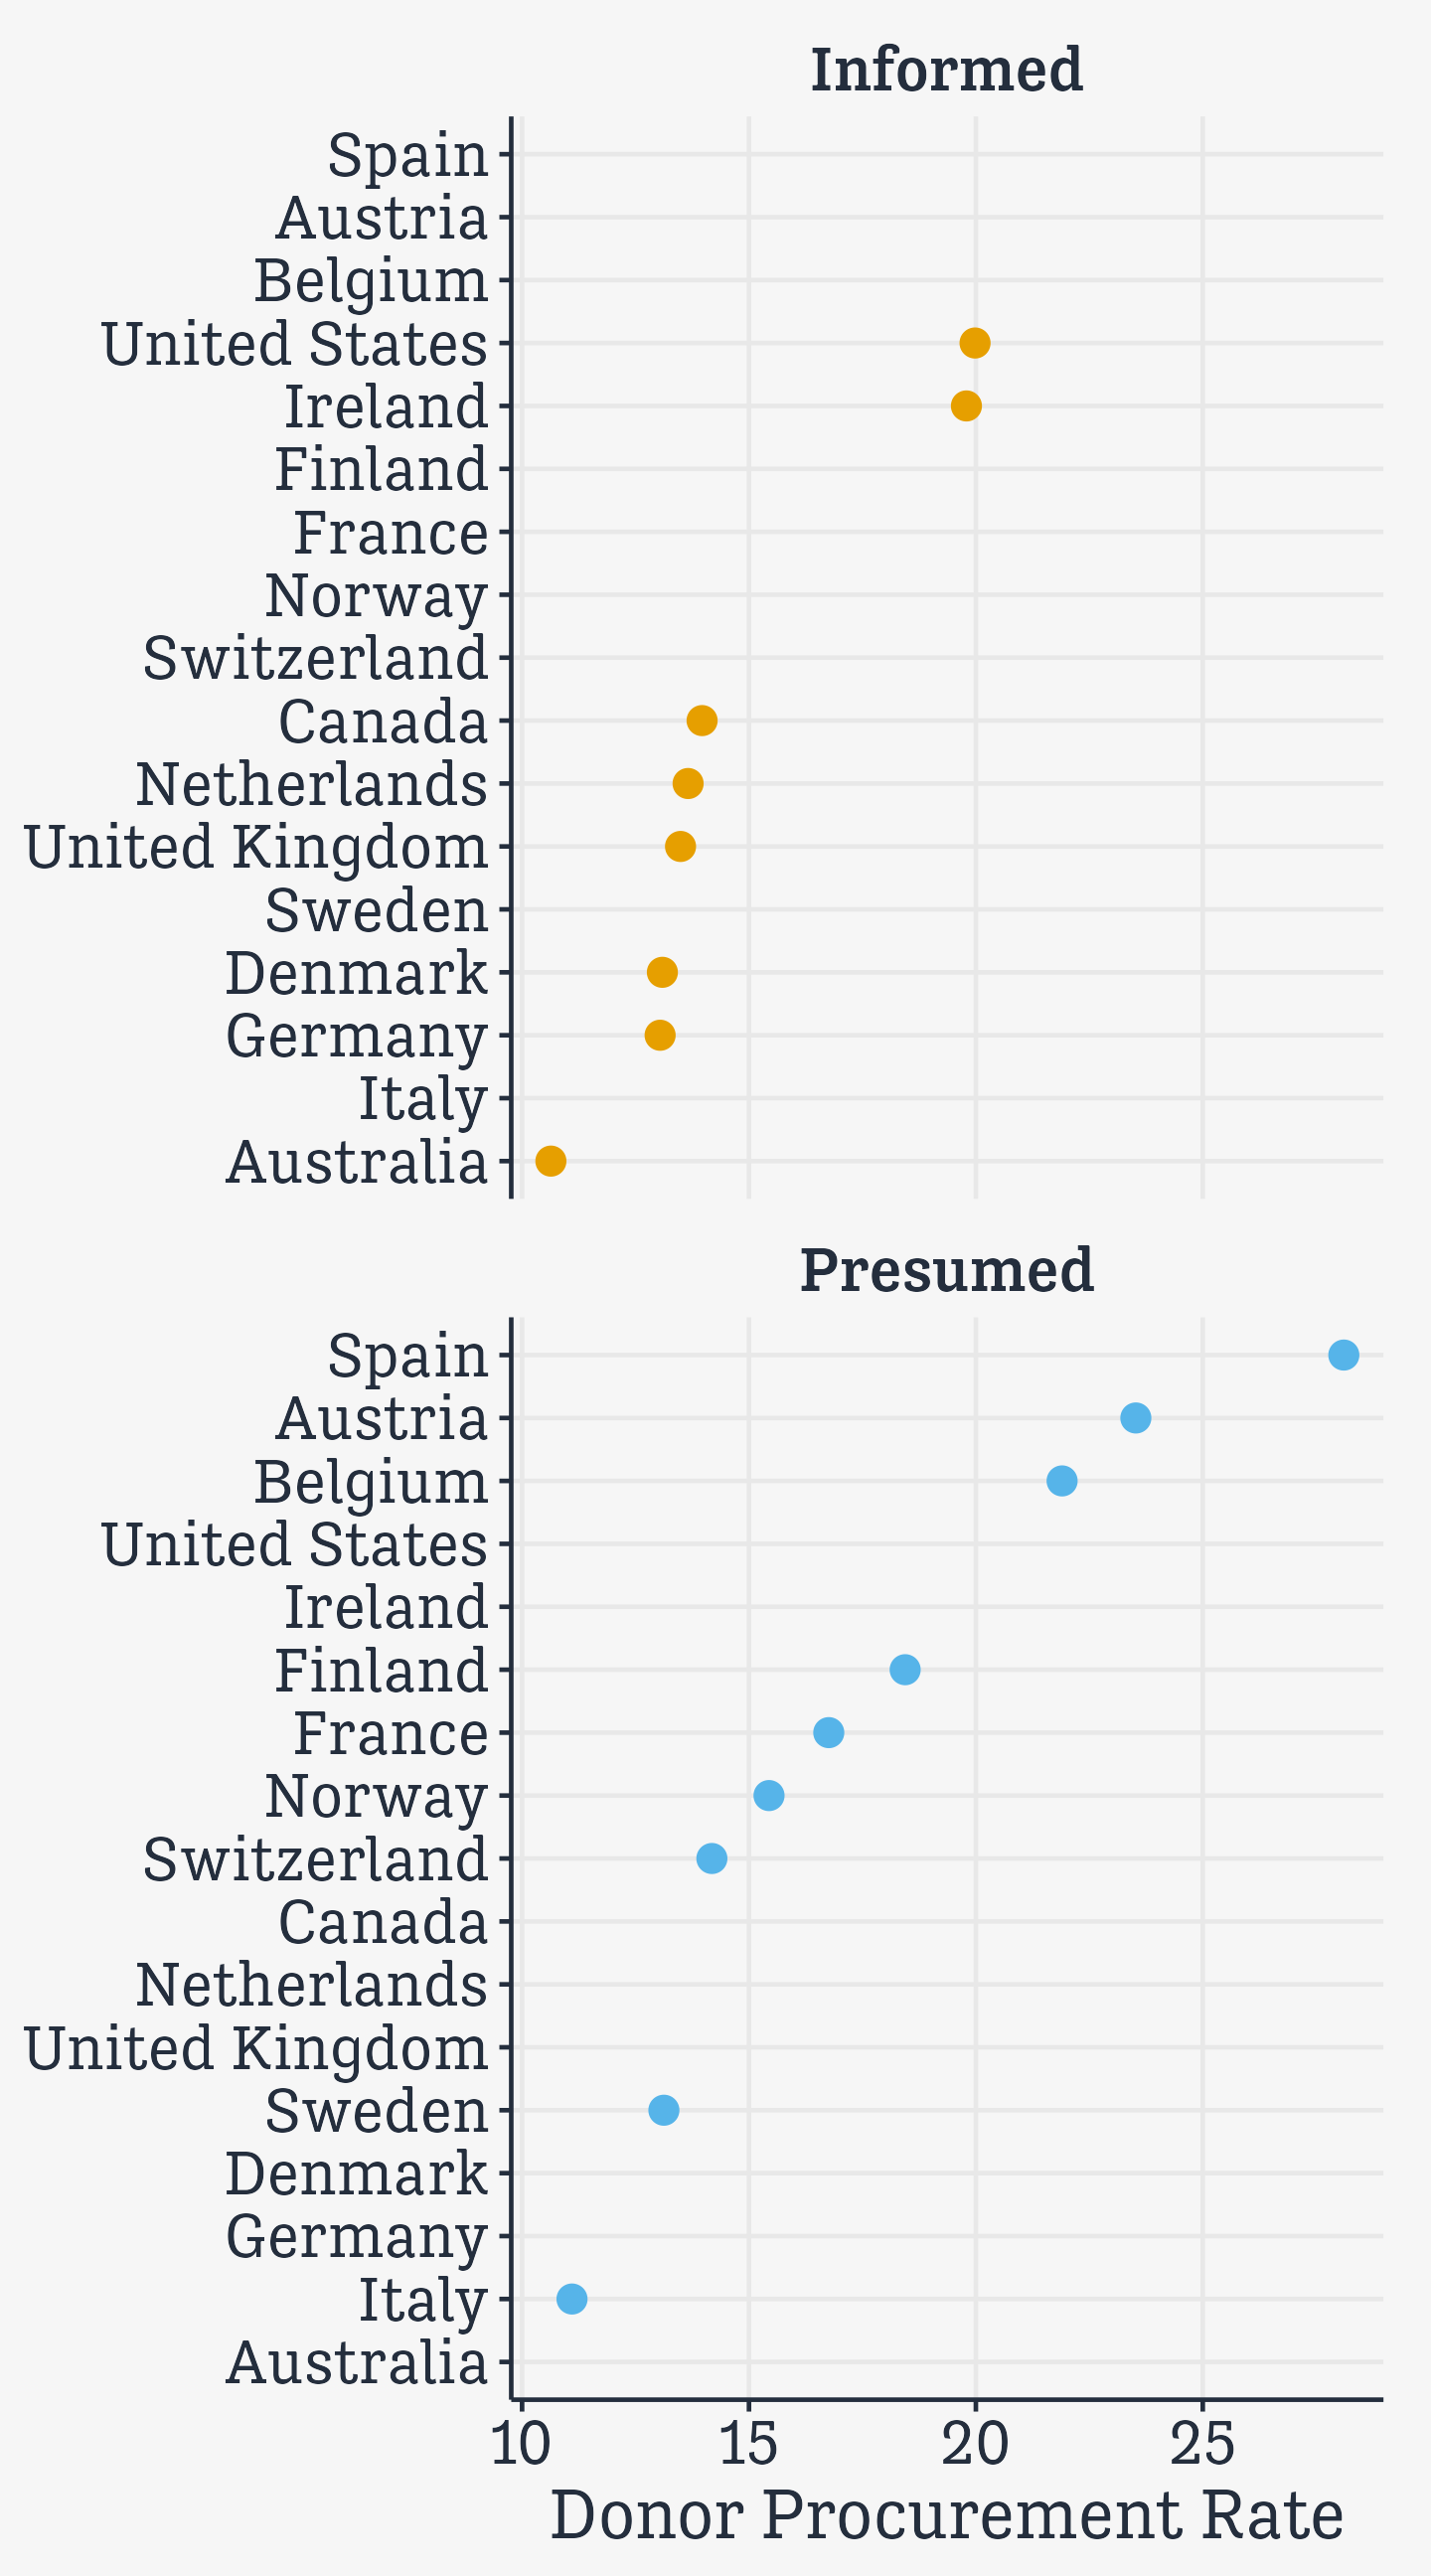 Informed
Spain
Austria
Belgium
United States
Ireland
Finland
France
Norway
Switzerland
Canada
Netherlands
United Kingdom
Sweden
Denmark
Germany
Italy
Australia
Presumed
Spain
Austria
Belgium
United States
Ireland
Finland
France
Norway
Switzerland
Canada
Netherlands
United Kingdom
Sweden
Denmark
Germany
Italy
Australia
10 15 20 25
Donor Procurement Rate